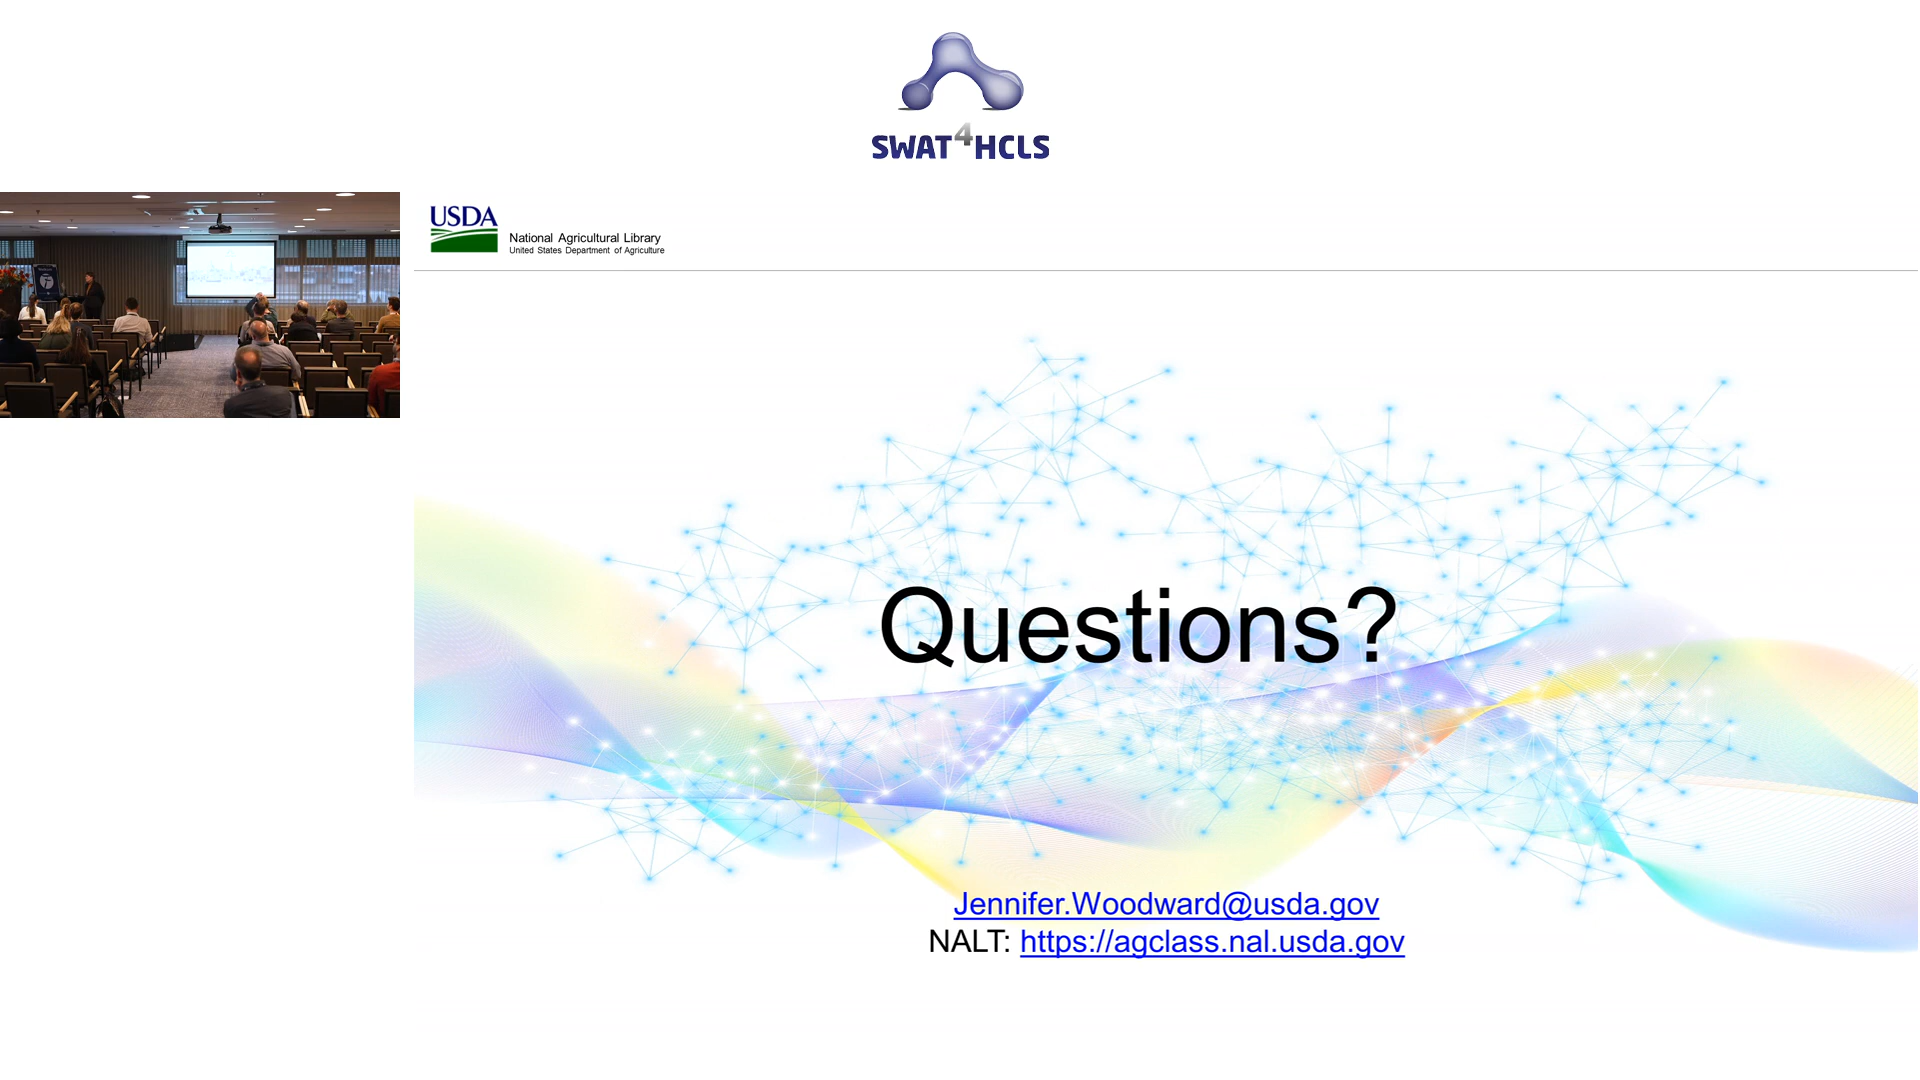 SWAT4HCLS
USDA
National Agricultural Library
United States Department of Agriculture
Questions?
Jennifer.Woodward@usda.gov
NALT: https://agclass.nal.usda.gov